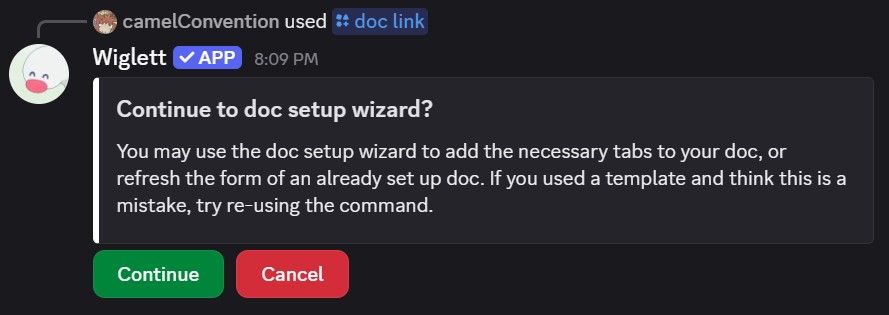 camelConvention used doc link
Wiglett ✓ APP 8:09 PM
Continue to doc setup wizard?
You may use the doc setup wizard to add the necessary tabs to your doc, or
refresh the form of an already set up doc. If you used a template and think this is a
mistake, try re-using the command.
Continue Cancel